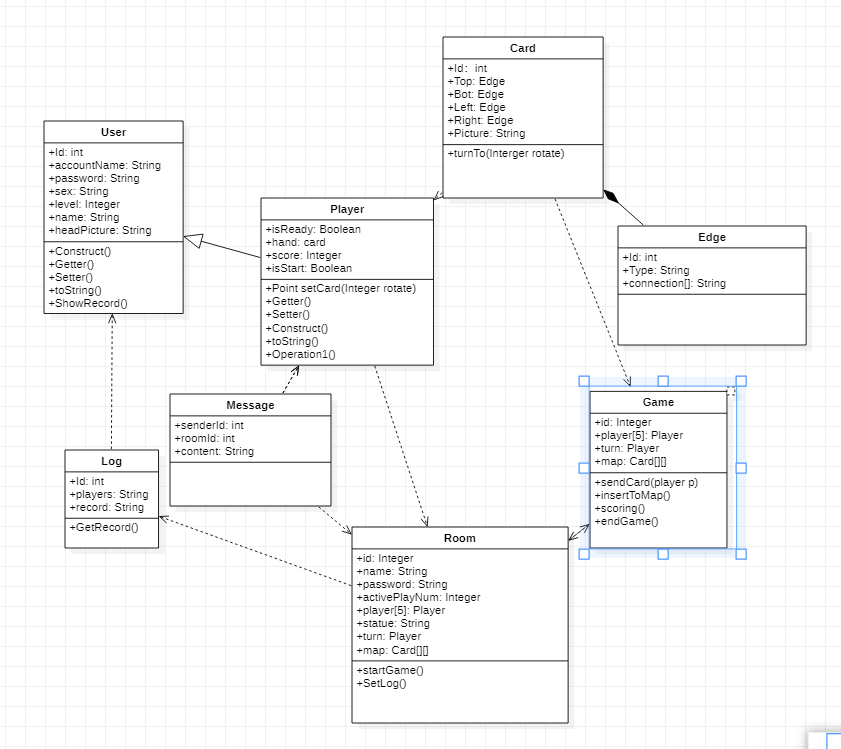 Card
+Id: int
+Top: Edge
+Bot: Edge
+Left: Edge
+Right: Edge
+Picture: String
+turnTo(Interger rotate)
User
+Id: int
+accountName: String
+password: String
+sex: String
+level: Integer
+name: String
+headPicture: String
+Construct()
+Getter()
+Setter()
+toString()
+ShowRecord()
Player
+isReady: Boolean
+hand: card
+score: Integer
+isStart: Boolean
+Point setCard(Integer rotate)
+Getter()
+Setter()
+Construct()
+toString()
+Operation1()
Edge
+Id: int
+Type: String
+connection[]: String
Message
+senderId: int
+roomId: int
+content: String
Game
+id: Integer
+player[5]: Player
+turn: Player
+map: Card[][]
+sendCard(player p)
+insertToMap()
+scoring()
+endGame()
Log
+Id: int
+players: String
+record: String
+GetRecord()
Room
+id: Integer
+name: String
+password: String
+activePlayNum: Integer
+player[5]: Player
+statue: String
+turn: Player
+map: Card[][]
+startGame()
+SetLog()